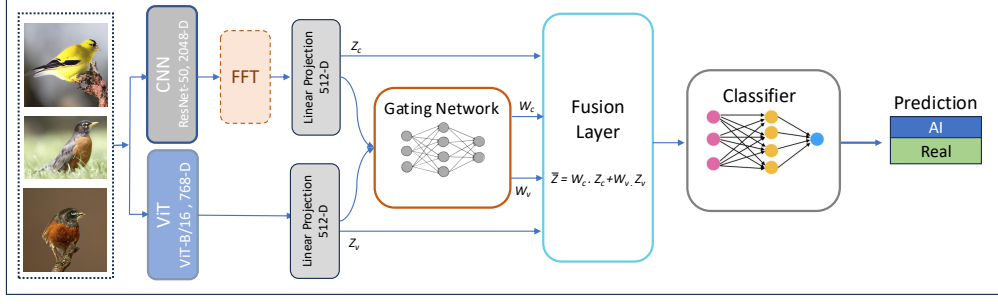 CNN
ResNet-50, 2048-D
FFT
Linear Projection
512-D
Z_c
Gating Network
W_c
W_v
Fusion
Layer
Z̄ = W_c . Z_c + W_v . Z_v
Classifier
Prediction
AI
Real
ViT
ViT-B/16 , 768-D
Linear Projection
512-D
Z_v